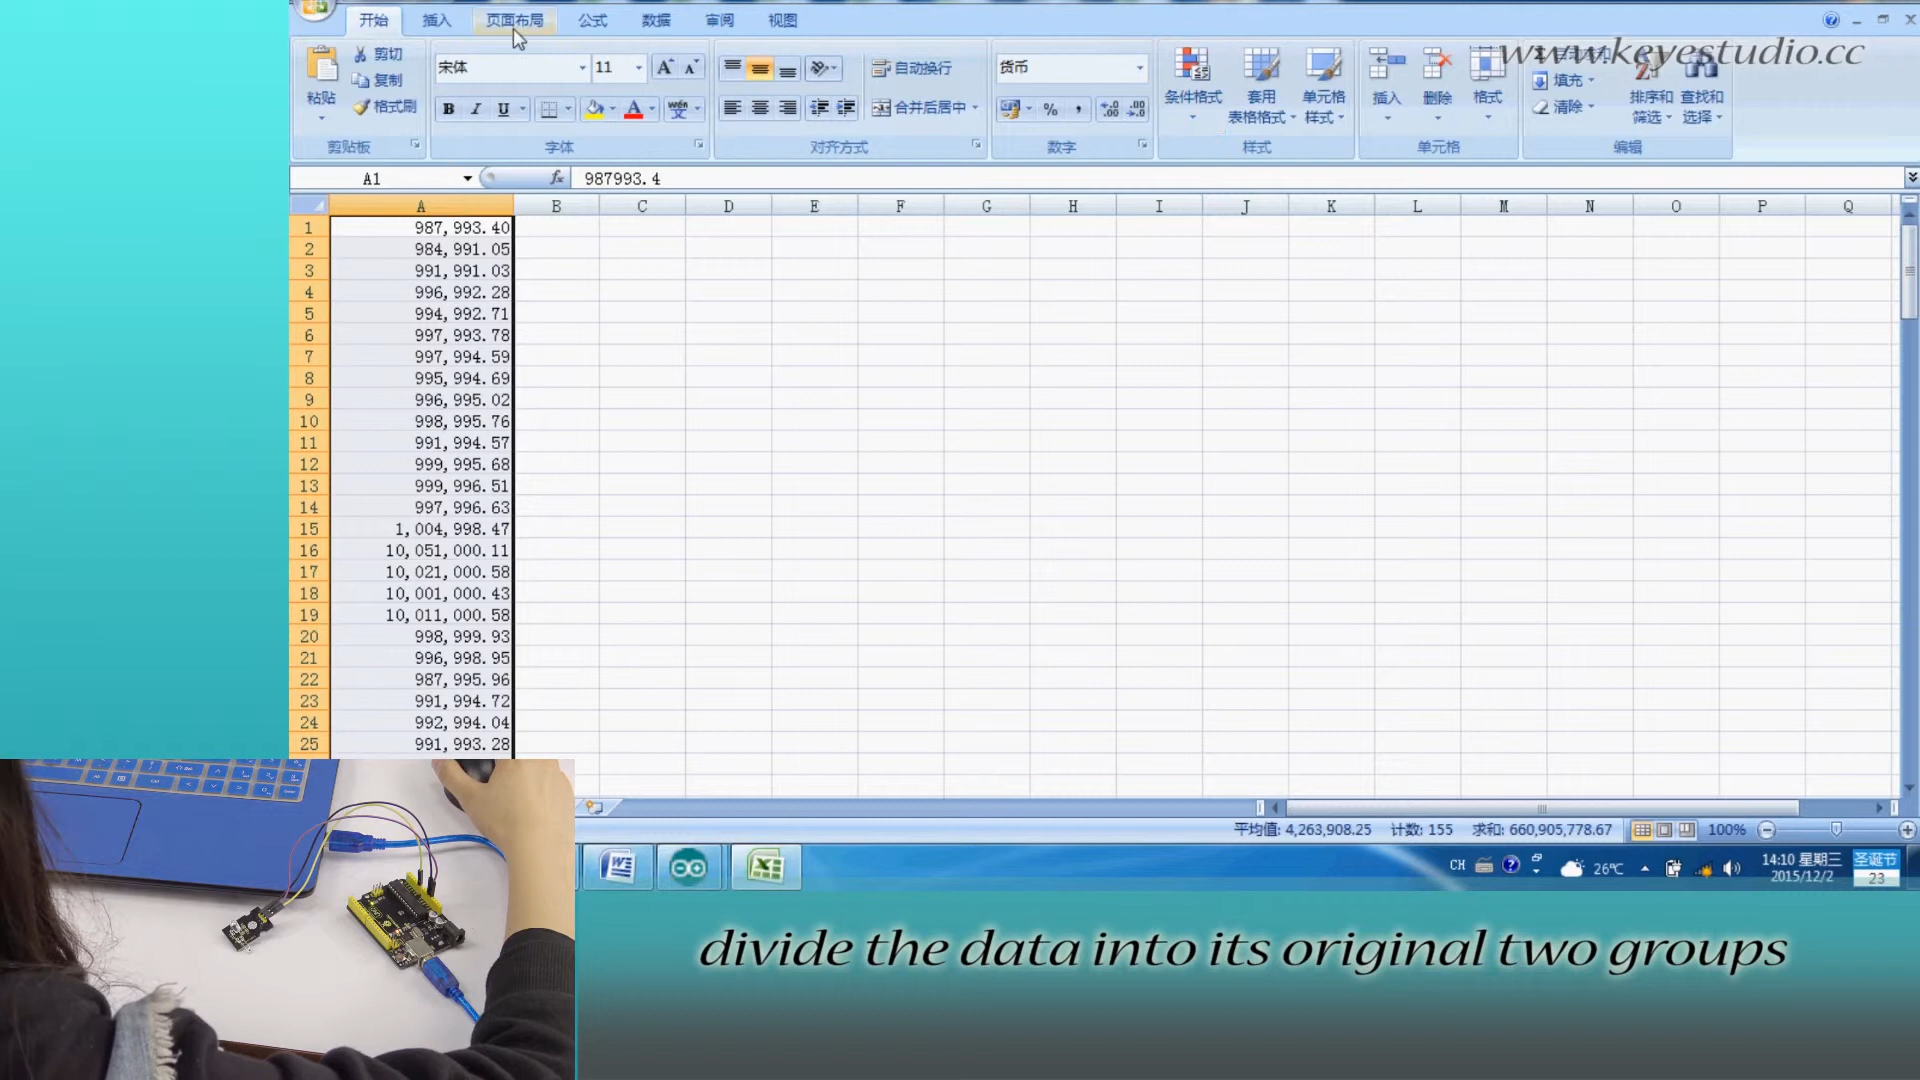 开始 插入 页面布局 公式 数据 审阅 视图
www.keyestudio.cc
粘贴 剪切 复制 格式刷 剪贴板
宋体 11 B I U A wén 字体
自动换行 合并后居中 对齐方式
货币 % , 数字
条件格式 套用 表格格式 单元格 样式 样式
插入 删除 格式 单元格
填充 清除 排序和 筛选 查找和 选择 编辑
A1 fx 987993.4
A B C D E F G H I J K L M N O P Q
1 987,993.40
2 984,991.05
3 991,991.03
4 996,992.28
5 994,992.71
6 997,993.78
7 997,994.59
8 995,994.69
9 996,995.02
10 998,995.76
11 991,994.57
12 999,995.68
13 999,996.51
14 997,996.63
15 1,004,998.47
16 10,051,000.11
17 10,021,000.58
18 10,001,000.43
19 10,011,000.58
20 998,999.93
21 996,998.95
22 987,995.96
23 991,994.72
24 992,994.04
25 991,993.28
平均值: 4,263,908.25 计数: 155 求和: 660,905,778.67 100%
CH 26℃ 14:10 星期三 圣诞节
2015/12/2 23
divide the data into its original two groups